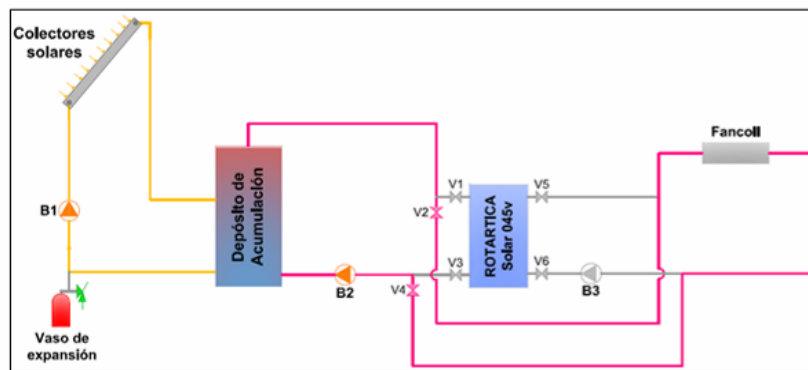 Colectores
solares
B1
Vaso de
expansión
Depósito de
Acumulación
B2
V1
V2
V3
V4
ROTARTICA
Solar 045v
V5
V6
B3
Fancoil